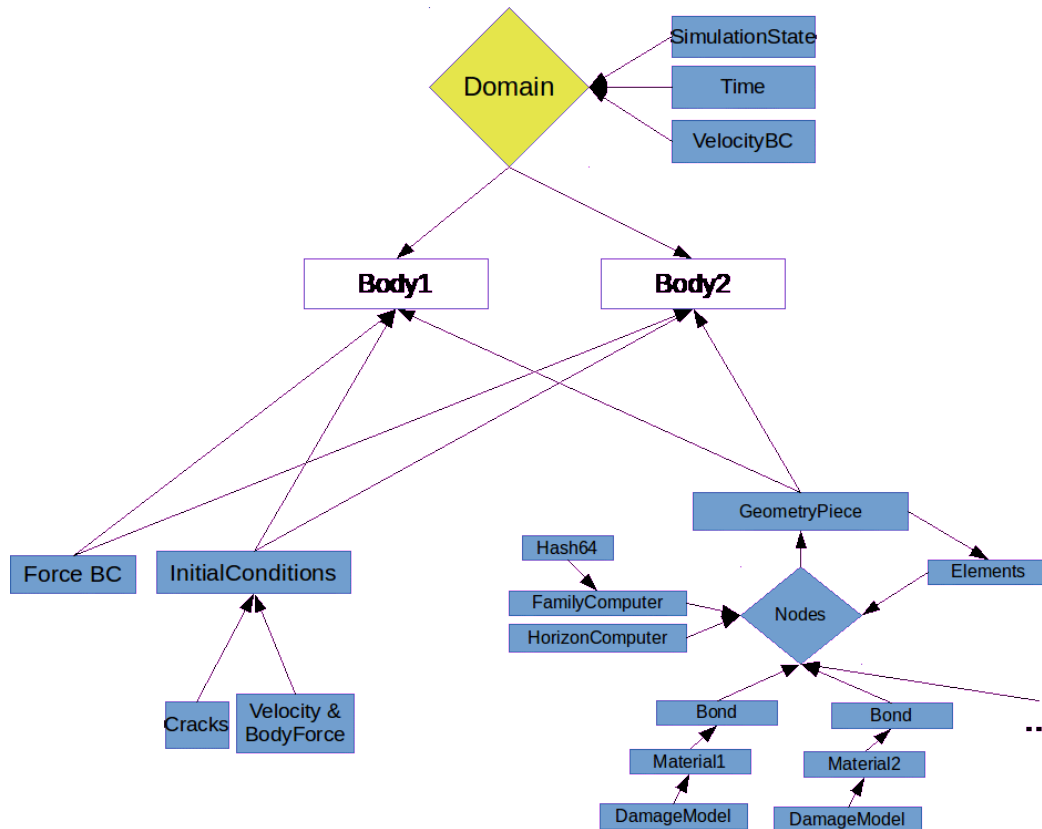 SimulationState
Domain
Time
VelocityBC
Body1
Body2
GeometryPiece
Hash64
Force BC
InitialConditions
Elements
FamilyComputer
Nodes
HorizonComputer
Cracks
Velocity &
BodyForce
Bond
Bond
...
Material1
Material2
DamageModel
DamageModel